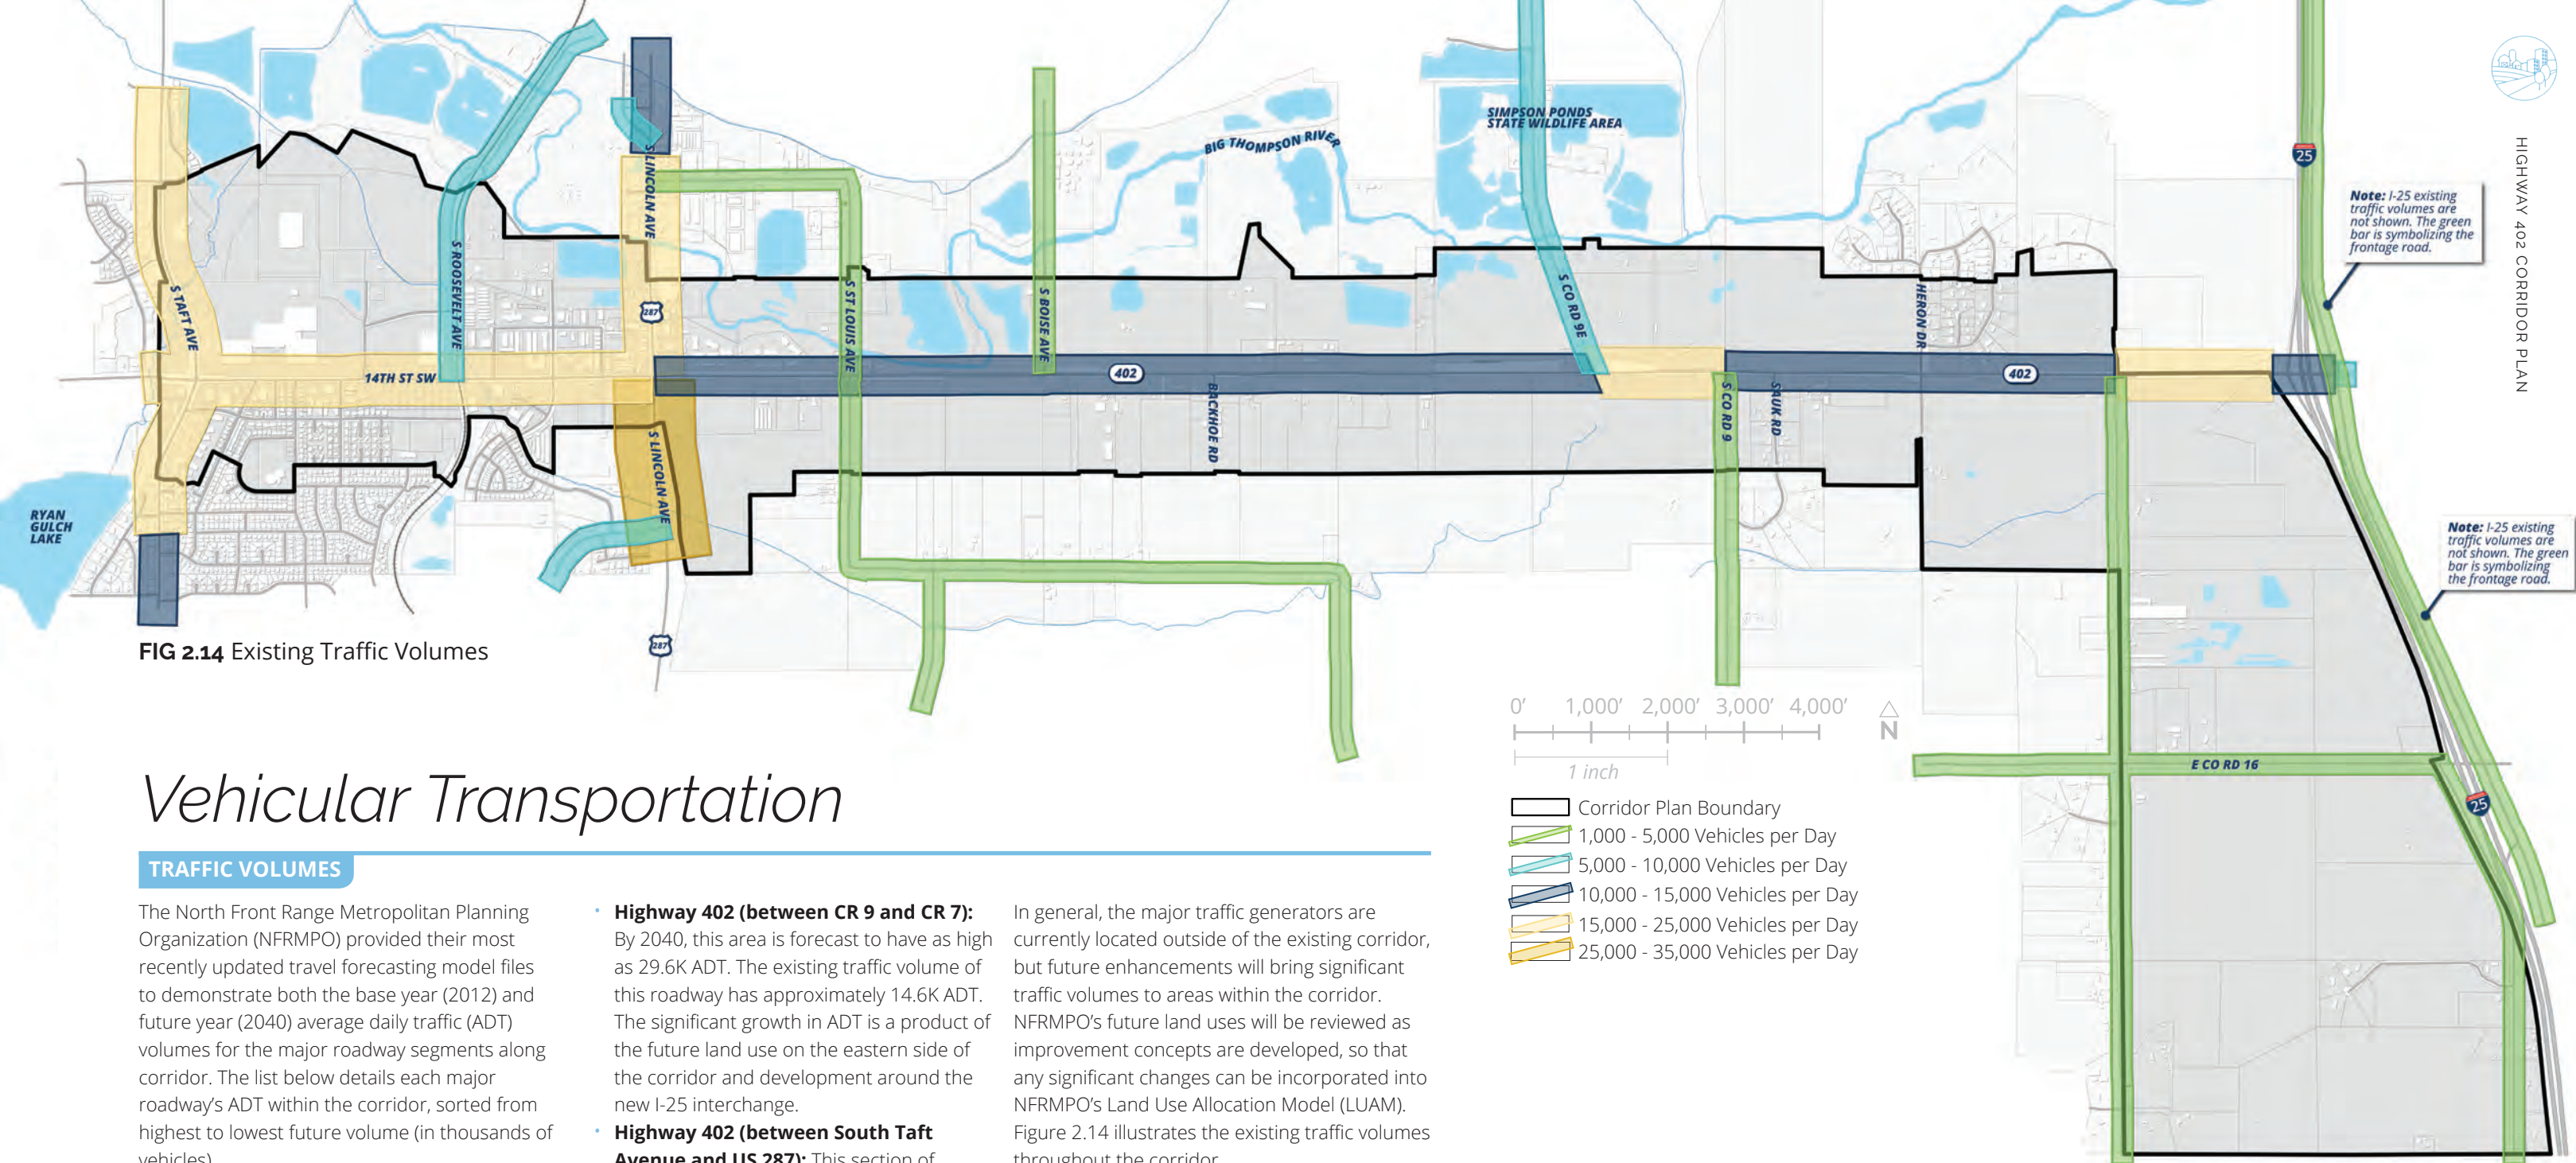 SIMPSON PONDS
STATE WILDLIFE AREA
BIG THOMPSON RIVER
25
Note: I-25 existing
traffic volumes are
not shown. The green
bar is symbolizing the
frontage road.
HIGHWAY 402 CORRIDOR PLAN
S LINCOLN AVE
S TAFT AVE
S ROOSEVELT AVE
287
S ST LOUIS AVE
S BOISE AVE
S CO RD 9E
HERON DR
14TH ST SW
402
402
BACKHOE RD
S CO RD 9
SAUK RD
S LINCOLN AVE
RYAN
GULCH
LAKE
Note: I-25 existing
traffic volumes are
not shown. The green
bar is symbolizing
the frontage road.
287
FIG 2.14 Existing Traffic Volumes
0' 1,000' 2,000' 3,000' 4,000'
N
1 inch
E CO RD 16
25
Corridor Plan Boundary
1,000 - 5,000 Vehicles per Day
5,000 - 10,000 Vehicles per Day
10,000 - 15,000 Vehicles per Day
15,000 - 25,000 Vehicles per Day
25,000 - 35,000 Vehicles per Day
Vehicular Transportation
TRAFFIC VOLUMES
The North Front Range Metropolitan Planning
Organization (NFRMPO) provided their most
recently updated travel forecasting model files
to demonstrate both the base year (2012) and
future year (2040) average daily traffic (ADT)
volumes for the major roadway segments along
corridor. The list below details each major
roadway's ADT within the corridor, sorted from
highest to lowest future volume (in thousands of
vehicles)
• Highway 402 (between CR 9 and CR 7):
By 2040, this area is forecast to have as high
as 29.6K ADT. The existing traffic volume of
this roadway has approximately 14.6K ADT.
The significant growth in ADT is a product of
the future land use on the eastern side of
the corridor and development around the
new I-25 interchange.
• Highway 402 (between South Taft
Avenue and US 287): This section of
In general, the major traffic generators are
currently located outside of the existing corridor,
but future enhancements will bring significant
traffic volumes to areas within the corridor.
NFRMPO's future land uses will be reviewed as
improvement concepts are developed, so that
any significant changes can be incorporated into
NFRMPO's Land Use Allocation Model (LUAM).
Figure 2.14 illustrates the existing traffic volumes
throughout the corridor